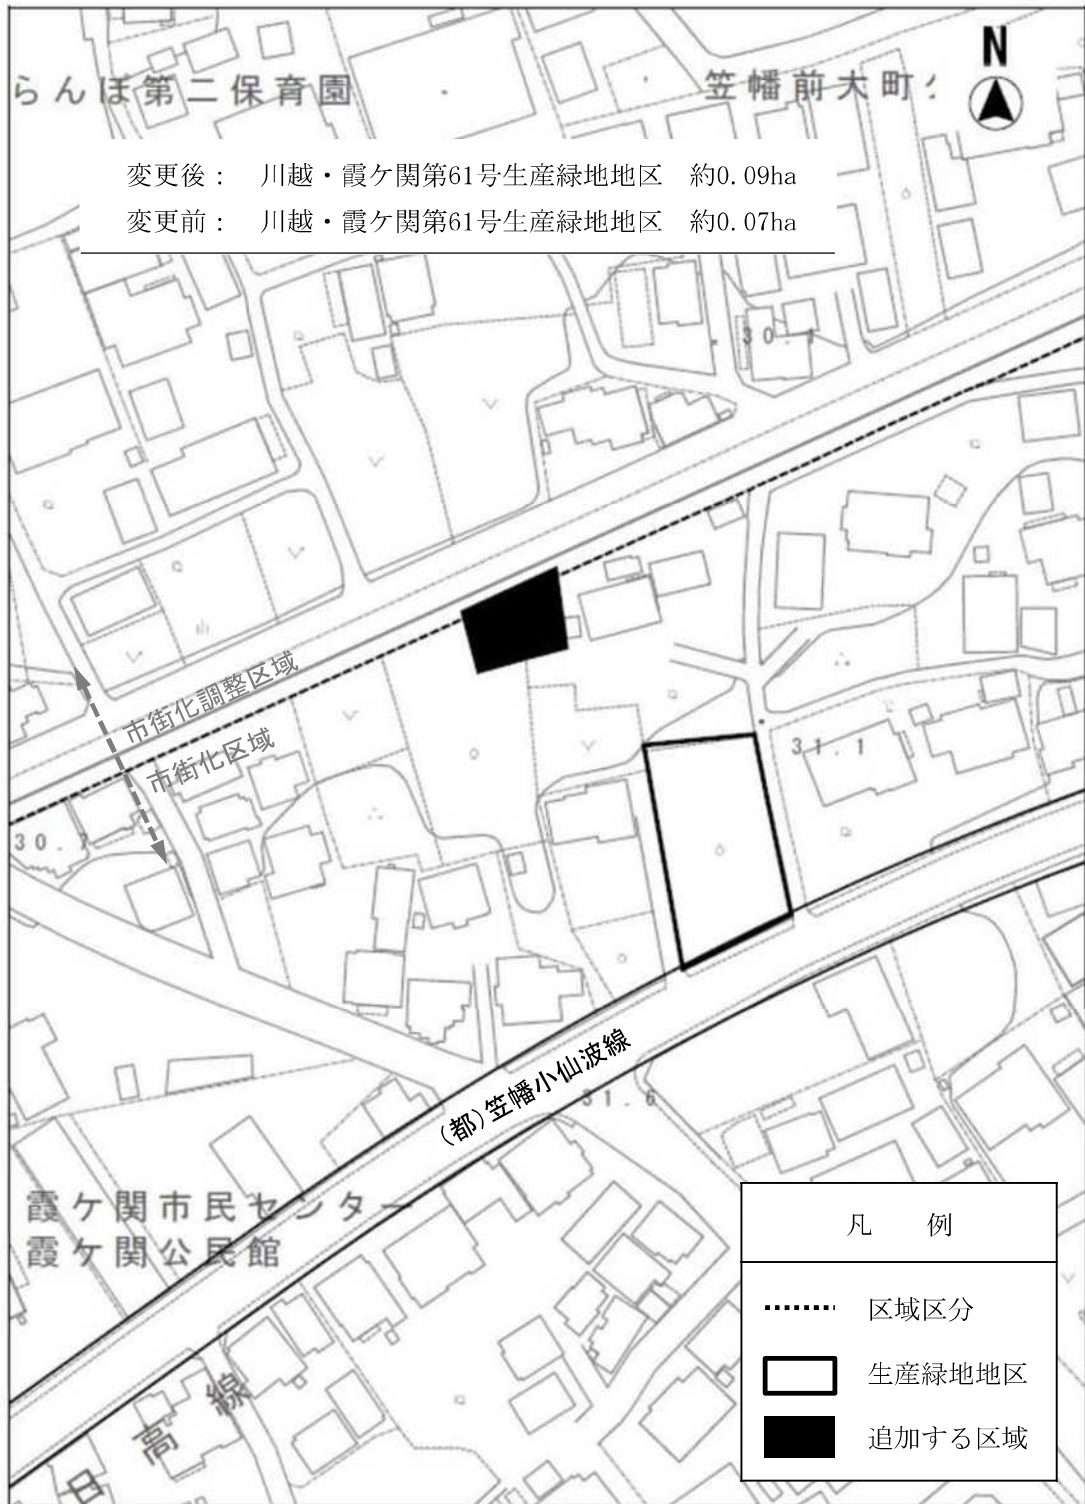 らんぼ第二保育園
笠幡前大町
N
変更後： 川越・霞ケ関第61号生産緑地地区 約0.09ha
変更前： 川越・霞ケ関第61号生産緑地地区 約0.07ha
30.
市街化調整区域
市街化区域
31.1
30.
(都)笠幡小仙波線
31.6
霞ケ関市民センター
霞ケ関公民館
日高線
凡 例
区域区分
生産緑地地区
追加する区域